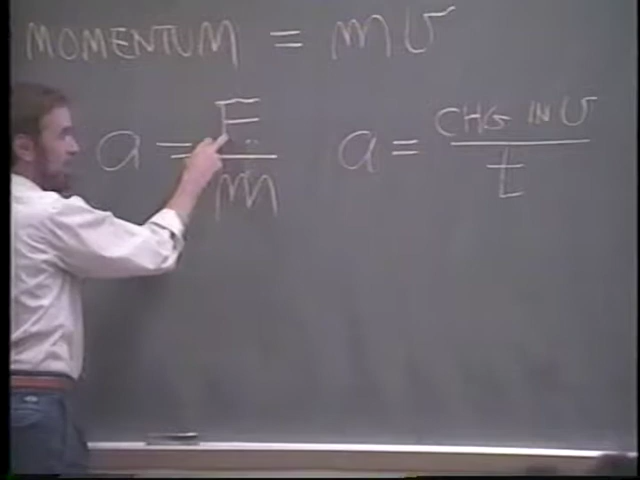 MOMENTUM = mv
a = F/m a = CHG IN v/t